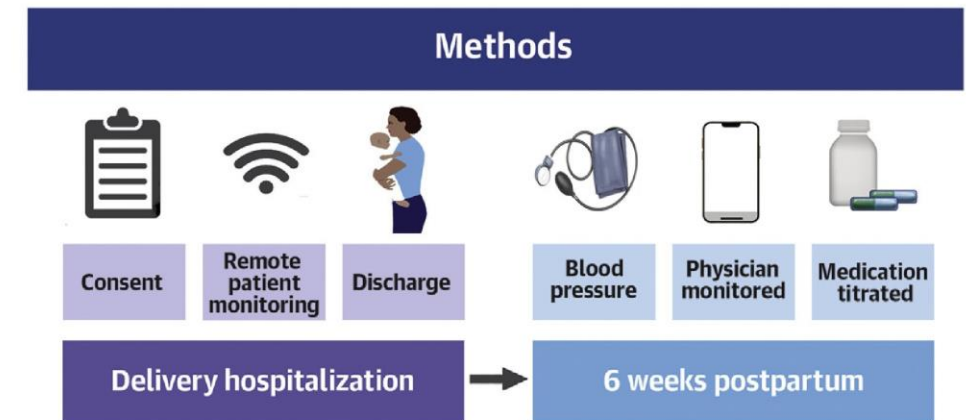 Methods
Consent
Remote
patient
monitoring
Discharge
Blood
pressure
Physician
monitored
Medication
titrated
Delivery hospitalization
6 weeks postpartum